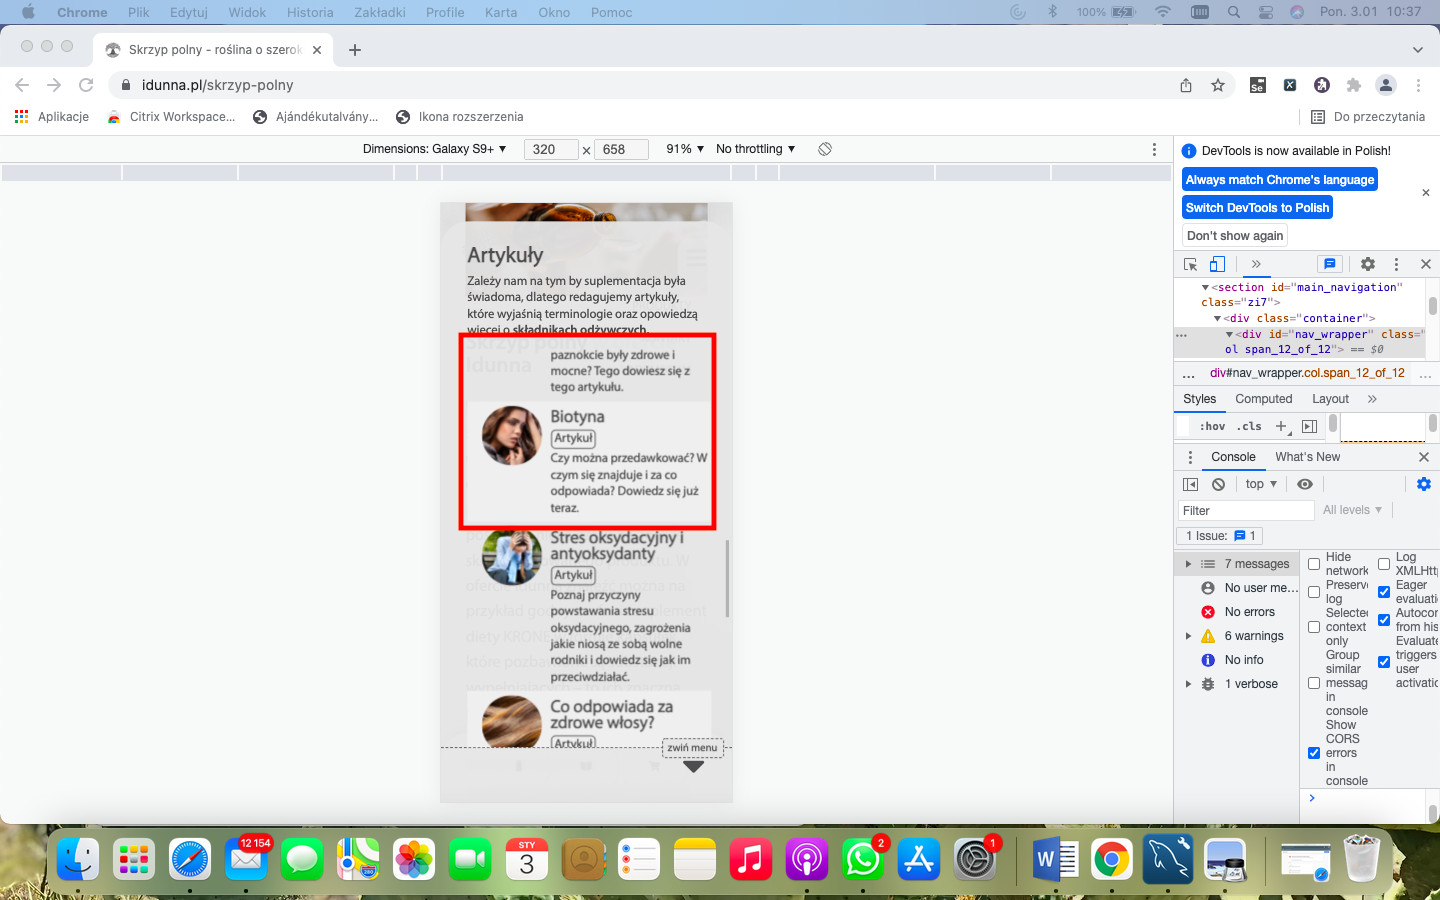 Chrome Plik Edytuj Widok Historia Zakładki Profile Karta Okno Pomoc 100% Pon. 3.01 10:37
Skrzyp polny - roślina o szerok
idunna.pl/skrzyp-polny
Aplikacje Citrix Workspace... Ajándékutalvány... Ikona rozszerzenia Do przeczytania
Dimensions: Galaxy S9+ ▼ 320 × 658 91% ▼ No throttling ▼
DevTools is now available in Polish!
Always match Chrome's language
Switch DevTools to Polish
Don't show again
▼<section id="main_navigation"
class="zi7">
▼<div class="container">
... ▼<div id="nav_wrapper" class="
ol span_12_of_12"> == $0
... div#nav_wrapper.col.span_12_of_12 ...
Styles Computed Layout »
:hov .cls +
Console What's New
top ▼
Filter All levels ▼
1 Issue: 1
7 messages
No user me...
No errors
6 warnings
No info
1 verbose
Hide
network
Preserve
log
Selected
context
only
Group
similar
messag
in
console
Show
CORS
errors
in
console
Log
XMLHtt
Eager
evaluati
Autocor
from his
Evaluate
triggers
user
activatio
Artykuły
Zależy nam na tym by suplementacja była
świadoma, dlatego redagujemy artykuły,
które wyjaśnią terminologie oraz opowiedzą
więcej o składnikach odżywczych.
Skrzyp polny
Idunna
paznokcie były zdrowe i
mocne? Tego dowiesz się z
tego artykułu.
Biotyna
Artykuł
Czy można przedawkować? W
czym się znajduje i za co
odpowiada? Dowiedz się już
teraz.
Stres oksydacyjny i
antyoksydanty
Artykuł
Poznaj przyczyny
powstawania stresu
oksydacyjnego, zagrożenia
jakie niosą ze sobą wolne
rodniki i dowiedz się jak im
przeciwdziałać.
Co odpowiada za
zdrowe włosy?
Artykuł
zwiń menu
12 154
STY
3
280
2
1
W